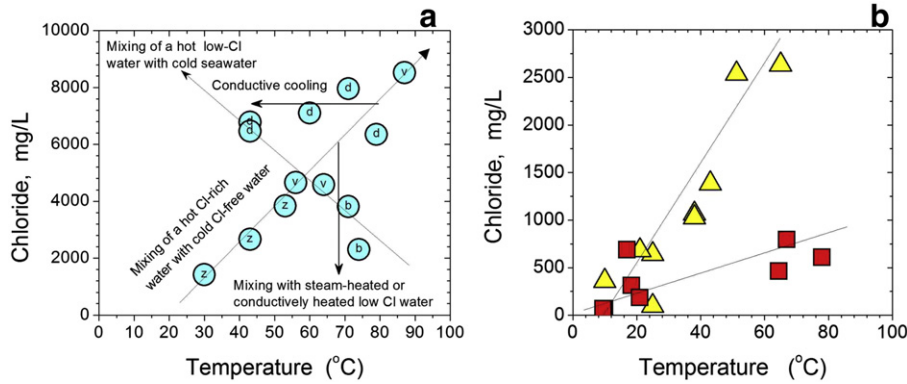 a
10000
8000
6000
4000
2000
0
Chloride, mg/L
Mixing of a hot low-Cl
water with cold seawater
Conductive cooling
Mixing of a hot Cl-rich
water with cold Cl-free water
Mixing with steam-heated or
conductively heated low Cl water
v
d
d
d
d
d
v
v
z
b
z
b
z
0 10 20 30 40 50 60 70 80 90 100
Temperature (°C)
b
3000
2500
2000
1500
1000
500
0
Chloride, mg/L
0 20 40 60 80 100
Temperature (°C)